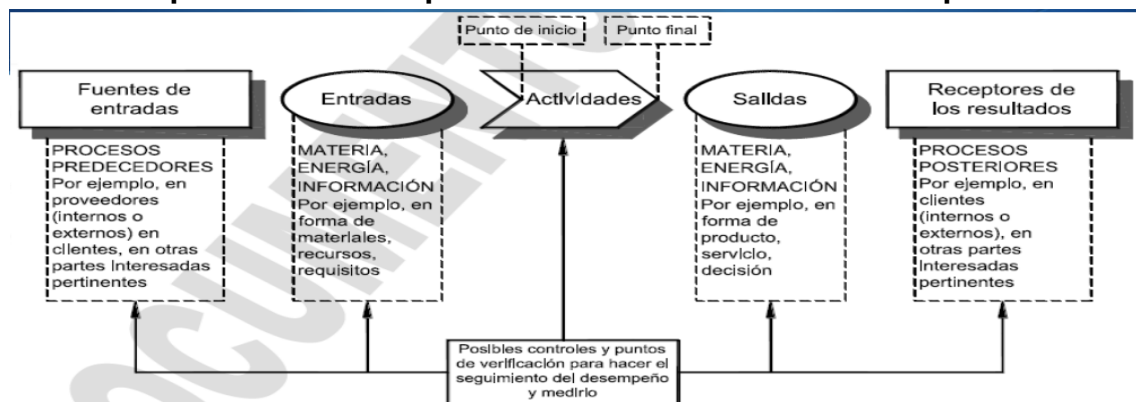 Punto de inicio
Punto final
Fuentes de
entradas
Entradas
Actividades
Salidas
Receptores de
los resultados
PROCESOS
PREDECEDORES
Por ejemplo, en
proveedores
(internos o
externos) en
clientes, en otras
partes interesadas
pertinentes
MATERIA,
ENERGÍA,
INFORMACIÓN
Por ejemplo, en
forma de
materiales,
recursos,
requisitos
MATERIA,
ENERGÍA,
INFORMACIÓN
Por ejemplo, en
forma de
producto,
servicio,
decisión
PROCESOS
POSTERIORES
Por ejemplo, en
clientes
(internos o
externos), en
otras partes
interesadas
pertinentes
Posibles controles y puntos
de verificación para hacer el
seguimiento del desempeño
y medirlo